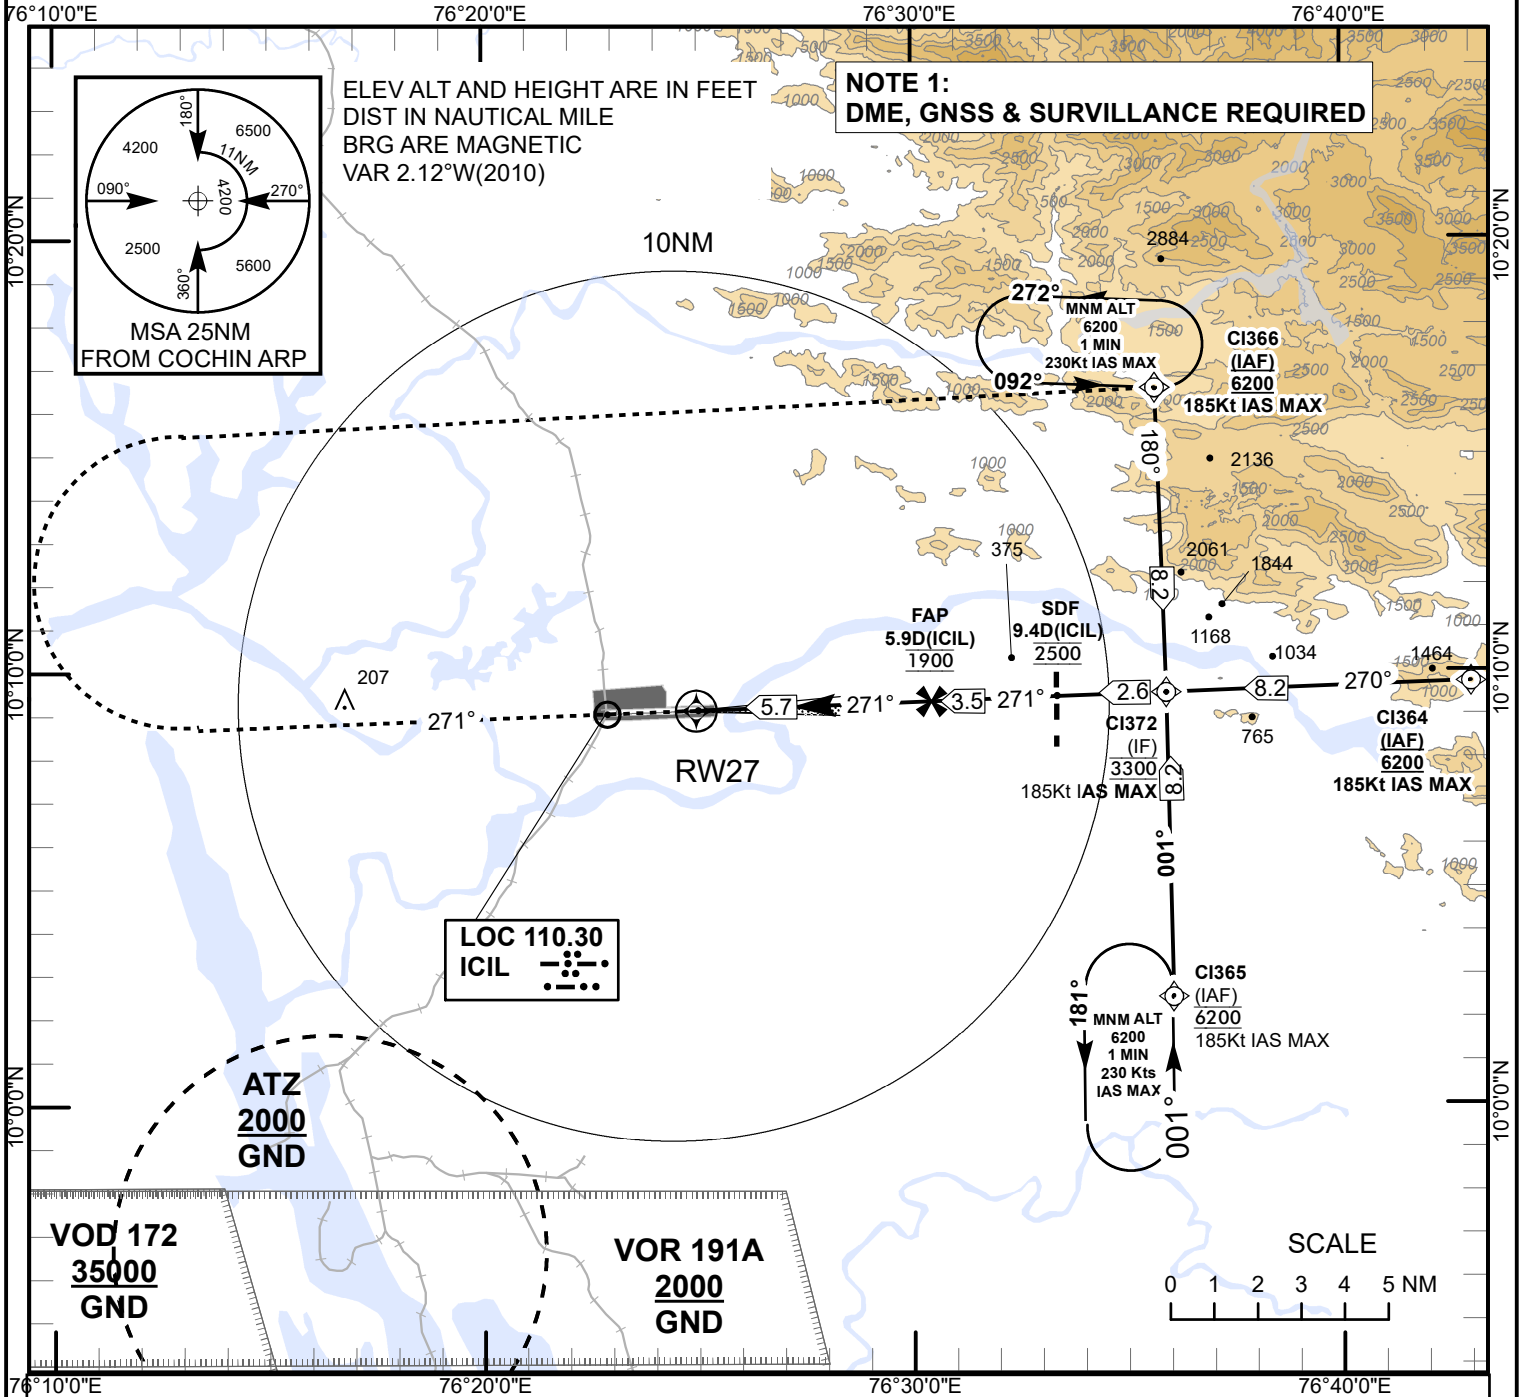 76°10'0"E
76°20'0"E
76°30'0"E
76°40'0"E
ELEV ALT AND HEIGHT ARE IN FEET
DIST IN NAUTICAL MILE
BRG ARE MAGNETIC
VAR 2.12°W(2010)
NOTE 1:
DME, GNSS & SURVILLANCE REQUIRED
180°
6500
4200
11NM
090°
4200
270°
2500
5600
360°
MSA 25NM
FROM COCHIN ARP
10°20'0"N
10°20'0"N
10NM
2884
272°
MNM ALT
6200
1 MIN
230Kt IAS MAX
092°
CI366
(IAF)
6200
185Kt IAS MAX
180°
2136
375
2061
1844
8.2
1168
1034
1464
FAP
5.9D(ICIL)
1900
SDF
9.4D(ICIL)
2500
10°10'0"N
10°10'0"N
207
271°
5.7
271°
3.5
271°
2.6
8.2
270°
765
RW27
CI372
(IF)
3300
185Kt IAS MAX
8.2
CI364
(IAF)
6200
185Kt IAS MAX
001°
LOC 110.30
ICIL
CI365
(IAF)
6200
185Kt IAS MAX
181°
MNM ALT
6200
1 MIN
230 Kts
IAS MAX
001°
10°0'0"N
10°0'0"N
ATZ
2000
GND
VOD 172
35000
GND
VOR 191A
2000
GND
SCALE
0 1 2 3 4 5 NM
76°10'0"E
76°20'0"E
76°30'0"E
76°40'0"E